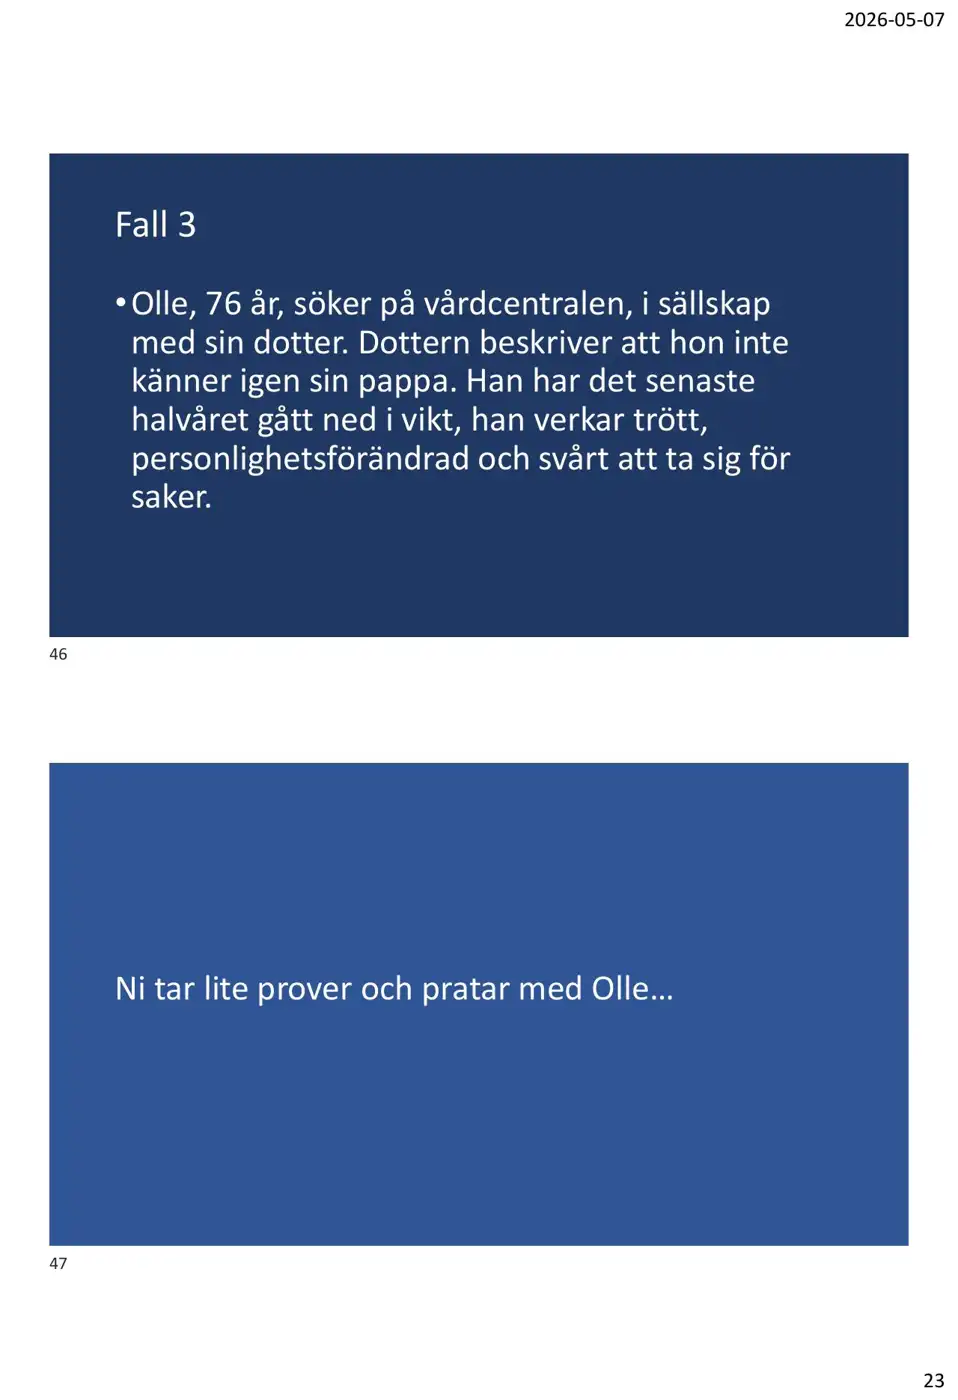 2026-05-07
Fall 3
• Olle, 76 år, söker på vårdcentralen, i sällskap
med sin dotter. Dottern beskriver att hon inte
känner igen sin pappa. Han har det senaste
halvåret gått ned i vikt, han verkar trött,
personlighetsförändrad och svårt att ta sig för
saker.
46
Ni tar lite prover och pratar med Olle…
47
23